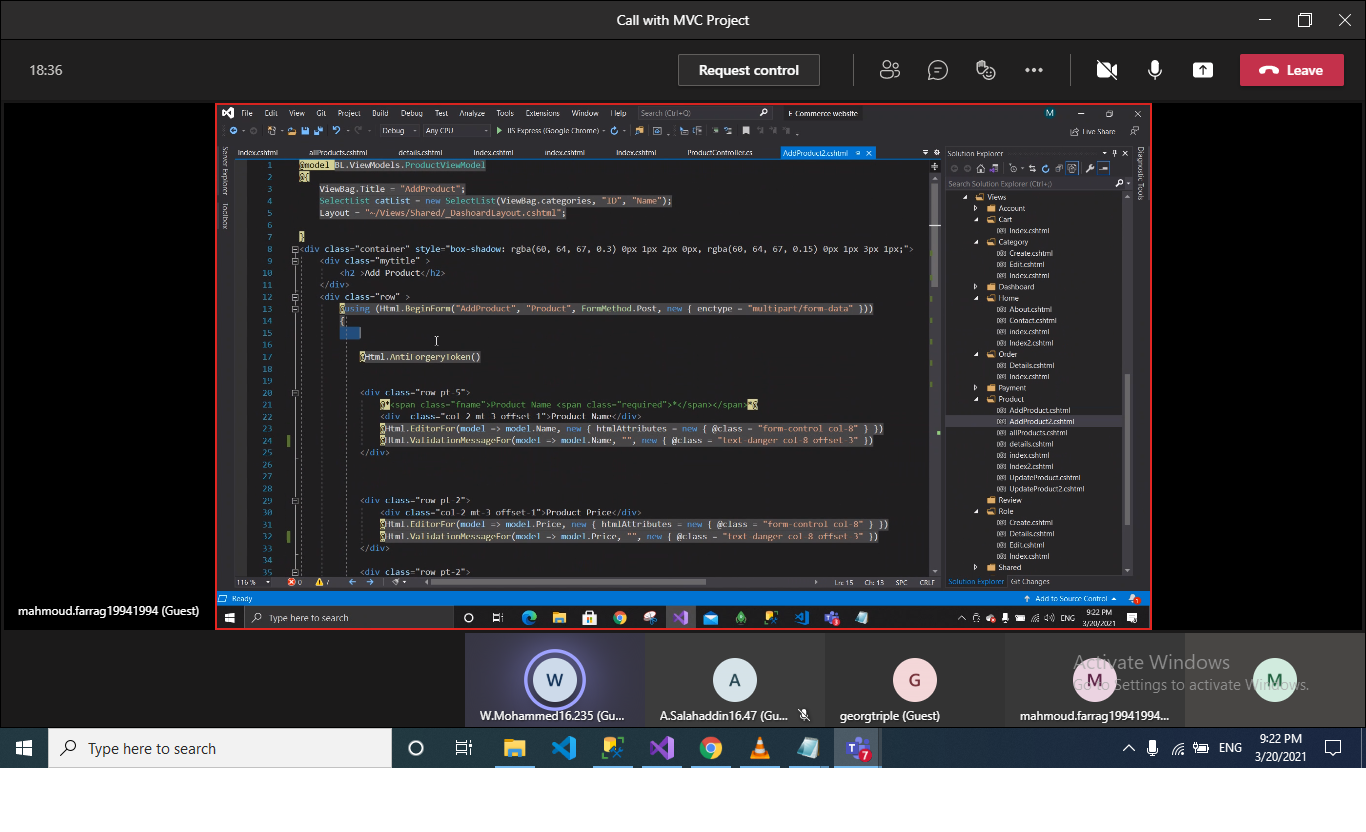 Call with MVC Project
18:36
Request control
Leave
File Edit View Git Project Build Debug Test Analyze Tools Extensions Window Help Search (Ctrl+Q) E Commerce website M
Debug Any CPU IIS Express (Google Chrome) Live Share
Server Explorer Toolbox
Index.cshtml allProducts.cshtml details.cshtml Index.cshtml index.cshtml Index.cshtml ProductController.cs AddProduct2.cshtml
1 @model BL.ViewModels.ProductViewModel
2 @{
3 ViewBag.Title = "AddProduct";
4 SelectList catList = new SelectList(ViewBag.categories, "ID", "Name");
5 Layout = "~/Views/Shared/_DashoardLayout.cshtml";
6
7 }
8 <div class="container" style="box-shadow: rgba(60, 64, 67, 0.3) 0px 1px 2px 0px, rgba(60, 64, 67, 0.15) 0px 1px 3px 1px;">
9 <div class="mytitle" >
10 <h2 >Add Product</h2>
11 </div>
12 <div class="row" >
13 @using (Html.BeginForm("AddProduct", "Product", FormMethod.Post, new { enctype = "multipart/form-data" }))
14 {
15
16
17 @Html.AntiForgeryToken()
18
19
20 <div class="row pt-5">
21 @*<span class="fname">Product Name <span class="required">*</span></span>*@
22 <div class="col-2 mt-3 offset-1">Product Name</div>
23 @Html.EditorFor(model => model.Name, new { htmlAttributes = new { @class = "form-control col-8" } })
24 @Html.ValidationMessageFor(model => model.Name, "", new { @class = "text-danger col-8 offset-3" })
25 </div>
26
27
28
29 <div class="row pt-2">
30 <div class="col-2 mt-3 offset-1">Product Price</div>
31 @Html.EditorFor(model => model.Price, new { htmlAttributes = new { @class = "form-control col-8" } })
32 @Html.ValidationMessageFor(model => model.Price, "", new { @class = "text-danger col-8 offset-3" })
33 </div>
34
35 <div class="row pt-2">
116 % 0 7 Ln: 15 Ch: 13 SPC CRLF
Solution Explorer
Search Solution Explorer (Ctrl+;)
Views
Account
Cart
Index.cshtml
Category
Create.cshtml
Edit.cshtml
Index.cshtml
Dashboard
Home
About.cshtml
Contact.cshtml
index.cshtml
Index2.cshtml
Order
Details.cshtml
Index.cshtml
Payment
Product
AddProduct.cshtml
AddProduct2.cshtml
allProducts.cshtml
details.cshtml
index.cshtml
Index2.cshtml
UpdateProduct.cshtml
UpdateProduct2.cshtml
Review
Role
Create.cshtml
Details.cshtml
Edit.cshtml
Index.cshtml
Shared
Solution Explorer Git Changes
Diagnostic Tools
Ready Add to Source Control 1
Type here to search ENG 9:22 PM
3/20/2021
mahmoud.farrag19941994 (Guest)
W A G M M
W.Mohammed16.235 (Gu... A.Salahaddin16.47 (Gu... georgtriple (Guest) mahmoud.farrag19941994...
Activate Windows
Go to Settings to activate Windows.
Type here to search 7 ENG 9:22 PM
3/20/2021